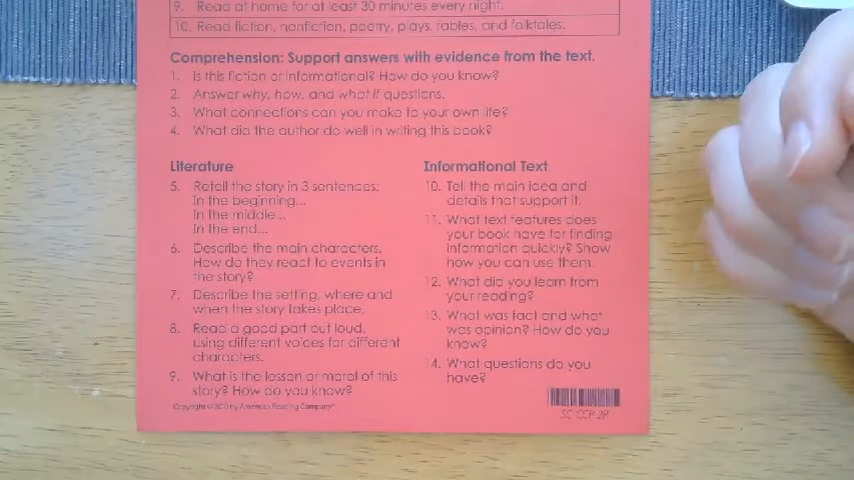 9. Read at home for at least 30 minutes every night.
10. Read fiction, nonfiction, poetry, plays, fables, and folktales.
Comprehension: Support answers with evidence from the text.
1. Is this fiction or informational? How do you know?
2. Answer why, how, and what if questions.
3. What connections can you make to your own life?
4. What did the author do well in writing this book?
Literature
5. Retell the story in 3 sentences:
In the beginning...
In the middle...
In the end...
6. Describe the main characters.
How do they react to events in
the story?
7. Describe the setting, where and
when the story takes place.
8. Read a good part out loud,
using different voices for different
characters.
9. What is the lesson or moral of this
story? How do you know?
Copyright © 2010 by American Reading Company®
Informational Text
10. Tell the main idea and
details that support it.
11. What text features does
your book have for finding
information quickly? Show
how you can use them.
12. What did you learn from
your reading?
13. What was fact and what
was opinion? How do you
know?
14. What questions do you
have?
SC-CCR-2R